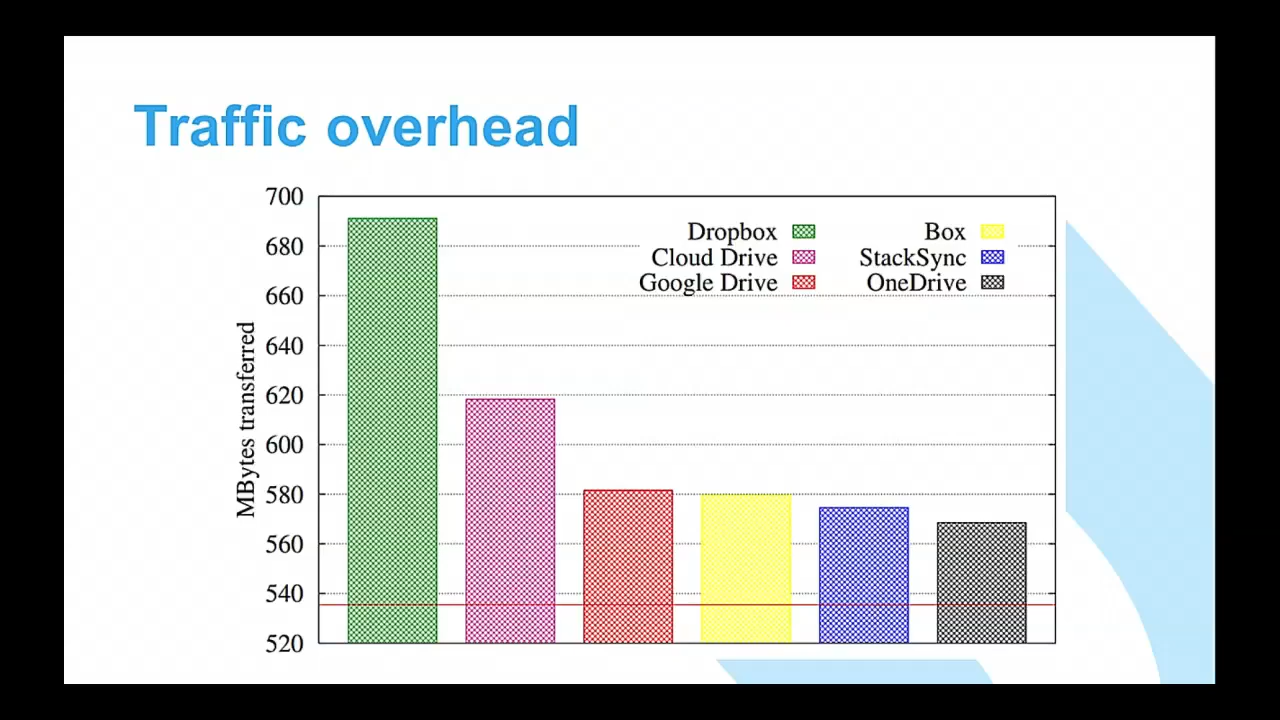 Traffic overhead
700
680
660
640
620
600
580
560
540
520
MBytes transferred
Dropbox
Cloud Drive
Google Drive
Box
StackSync
OneDrive